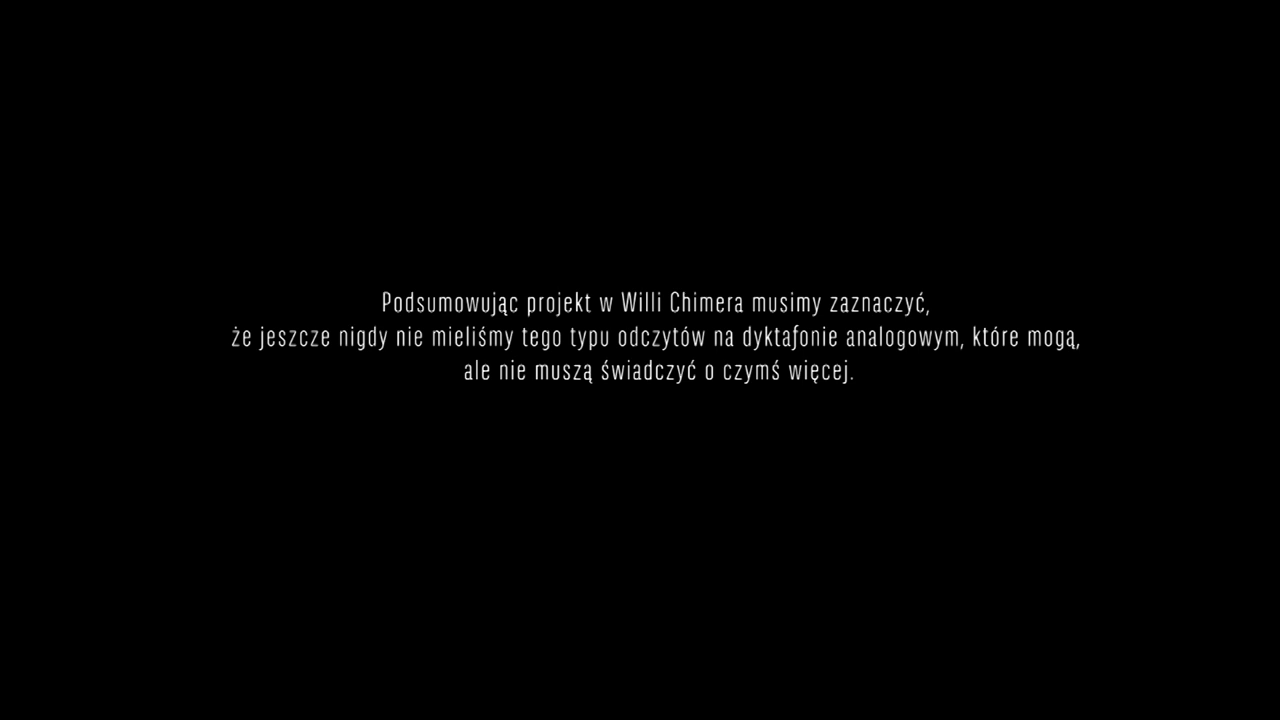 Podsumowując projekt w Willi Chimera musimy zaznaczyć,
że jeszcze nigdy nie mieliśmy tego typu odczytów na dyktafonie analogowym, które mogą,
ale nie muszą świadczyć o czymś więcej.